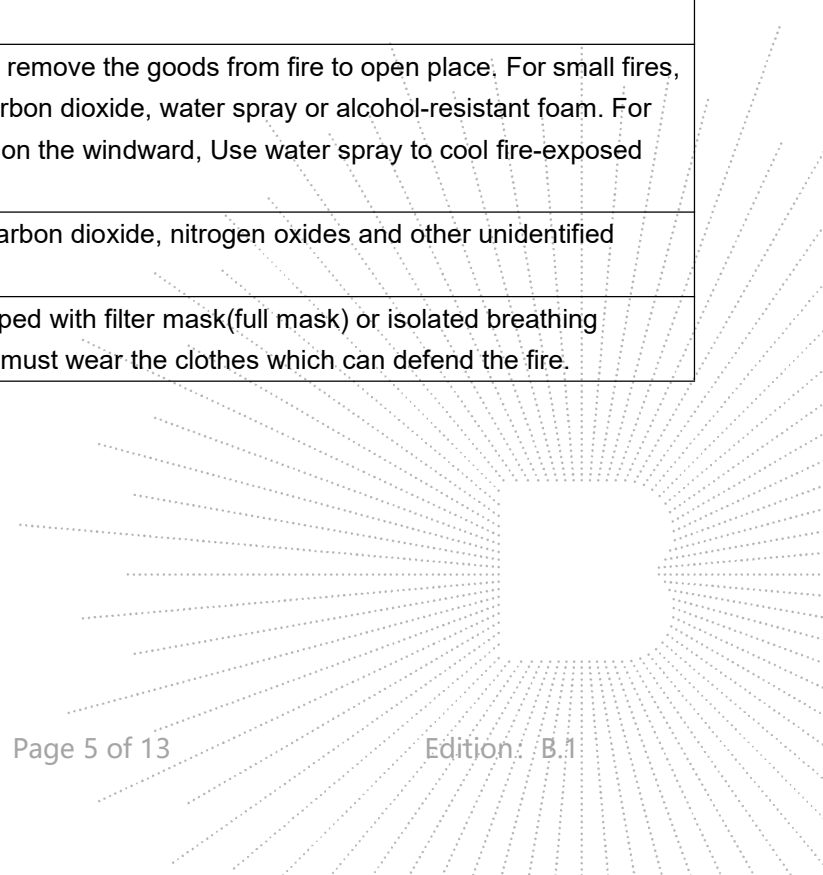 remove the goods from fire to open place. For small fires,
rbon dioxide, water spray or alcohol-resistant foam. For
on the windward, Use water spray to cool fire-exposed
arbon dioxide, nitrogen oxides and other unidentified
ped with filter mask(full mask) or isolated breathing
must wear the clothes which can defend the fire.
Page 5 of 13 Edition: B.1